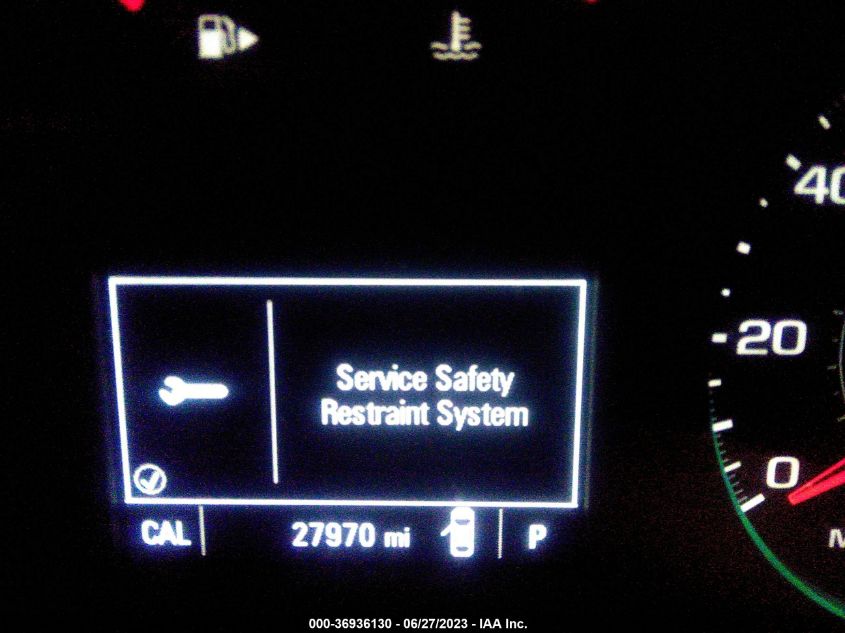 40
20
0
Service Safety
Restraint System
CAL
27970 mi
P
000-36936130 - 06/27/2023 - IAA Inc.